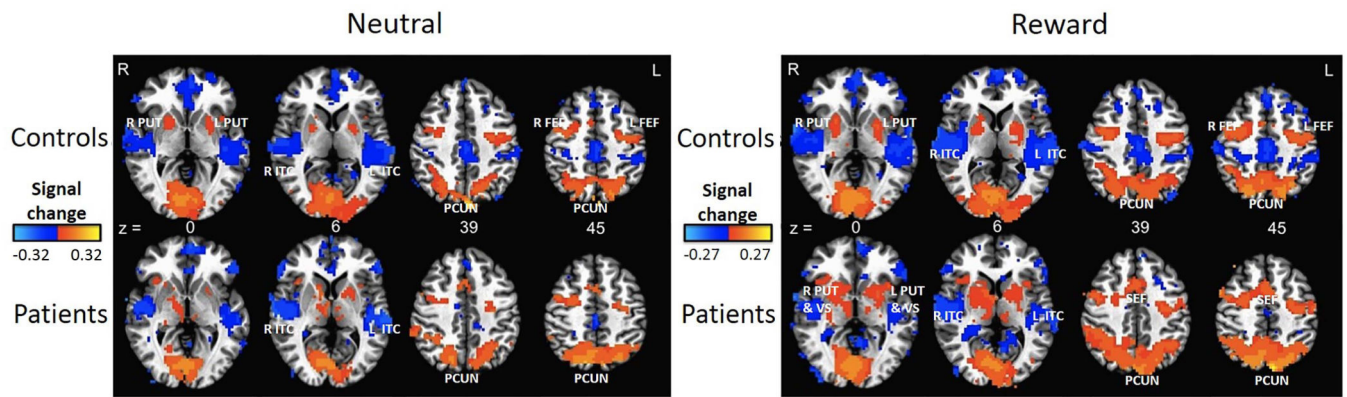 Neutral
R
L
Controls
R PUT
L PUT
R FEF
L FEF
R ITC
L ITC
PCUN
PCUN
Signal
change
-0.32
0.32
z =
0
6
39
45
Patients
R ITC
L ITC
PCUN
PCUN
Reward
R
L
Controls
R PUT
L PUT
R FEF
L FEF
R ITC
L ITC
PCUN
PCUN
Signal
change
-0.27
0.27
z =
0
6
39
45
Patients
R PUT
& VS
L PUT
& VS
SEF
SEF
R ITC
L ITC
PCUN
PCUN